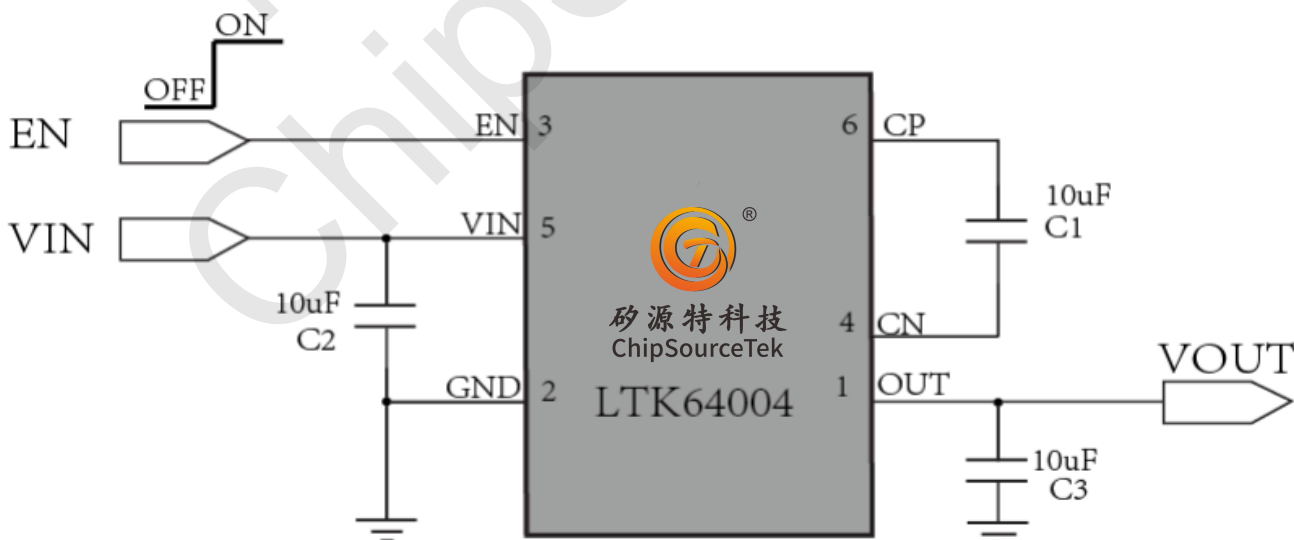 ON
OFF
EN
EN 3
6 CP
10uF
C1
VIN
VIN 5
®
10uF
C2
矽源特科技
ChipSourceTek
4 CN
GND 2
LTK64004
1 OUT
VOUT
10uF
C3
Chips